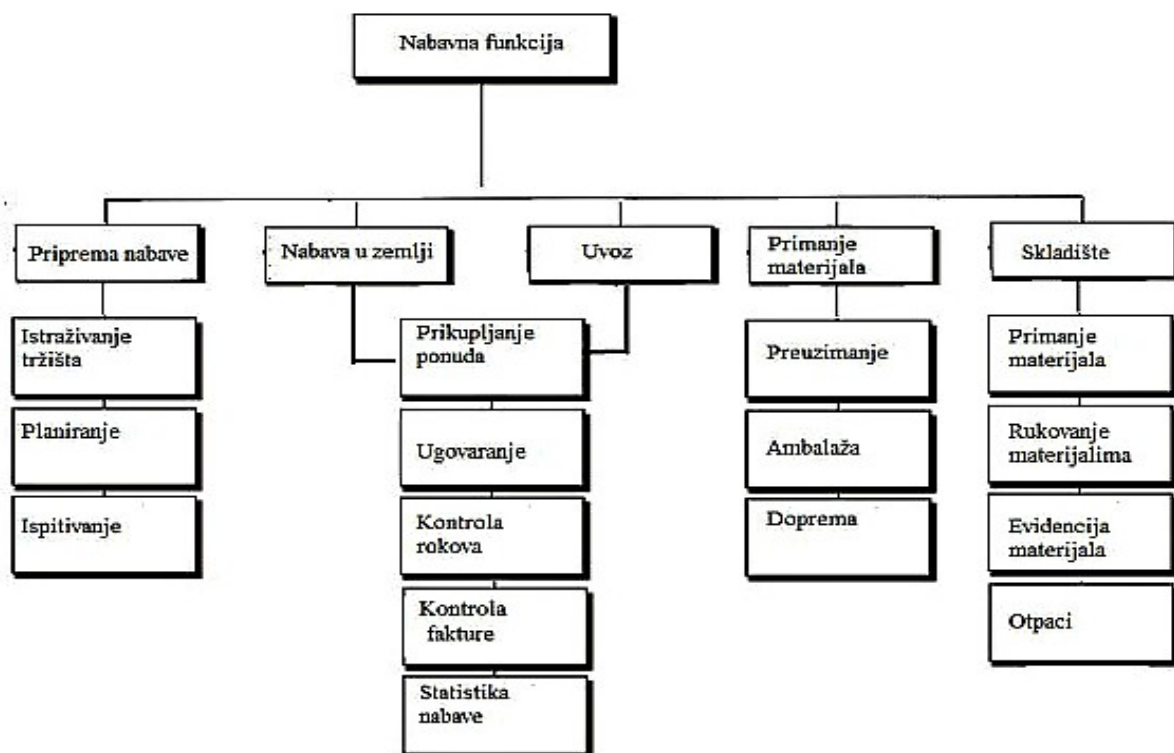 Nabavna funkcija
Priprema nabave
Nabava u zemlji
Uvoz
Primanje
materijala
Skladište
Istraživanje
tržišta
Planiranje
Ispitivanje
Prikupljanje
ponuda
Ugovaranje
Kontrola
rokova
Kontrola
fakture
Statistika
nabave
Preuzimanje
Ambalaža
Doprema
Primanje
materijala
Rukovanje
materijalima
Evidencija
materijala
Otpaci